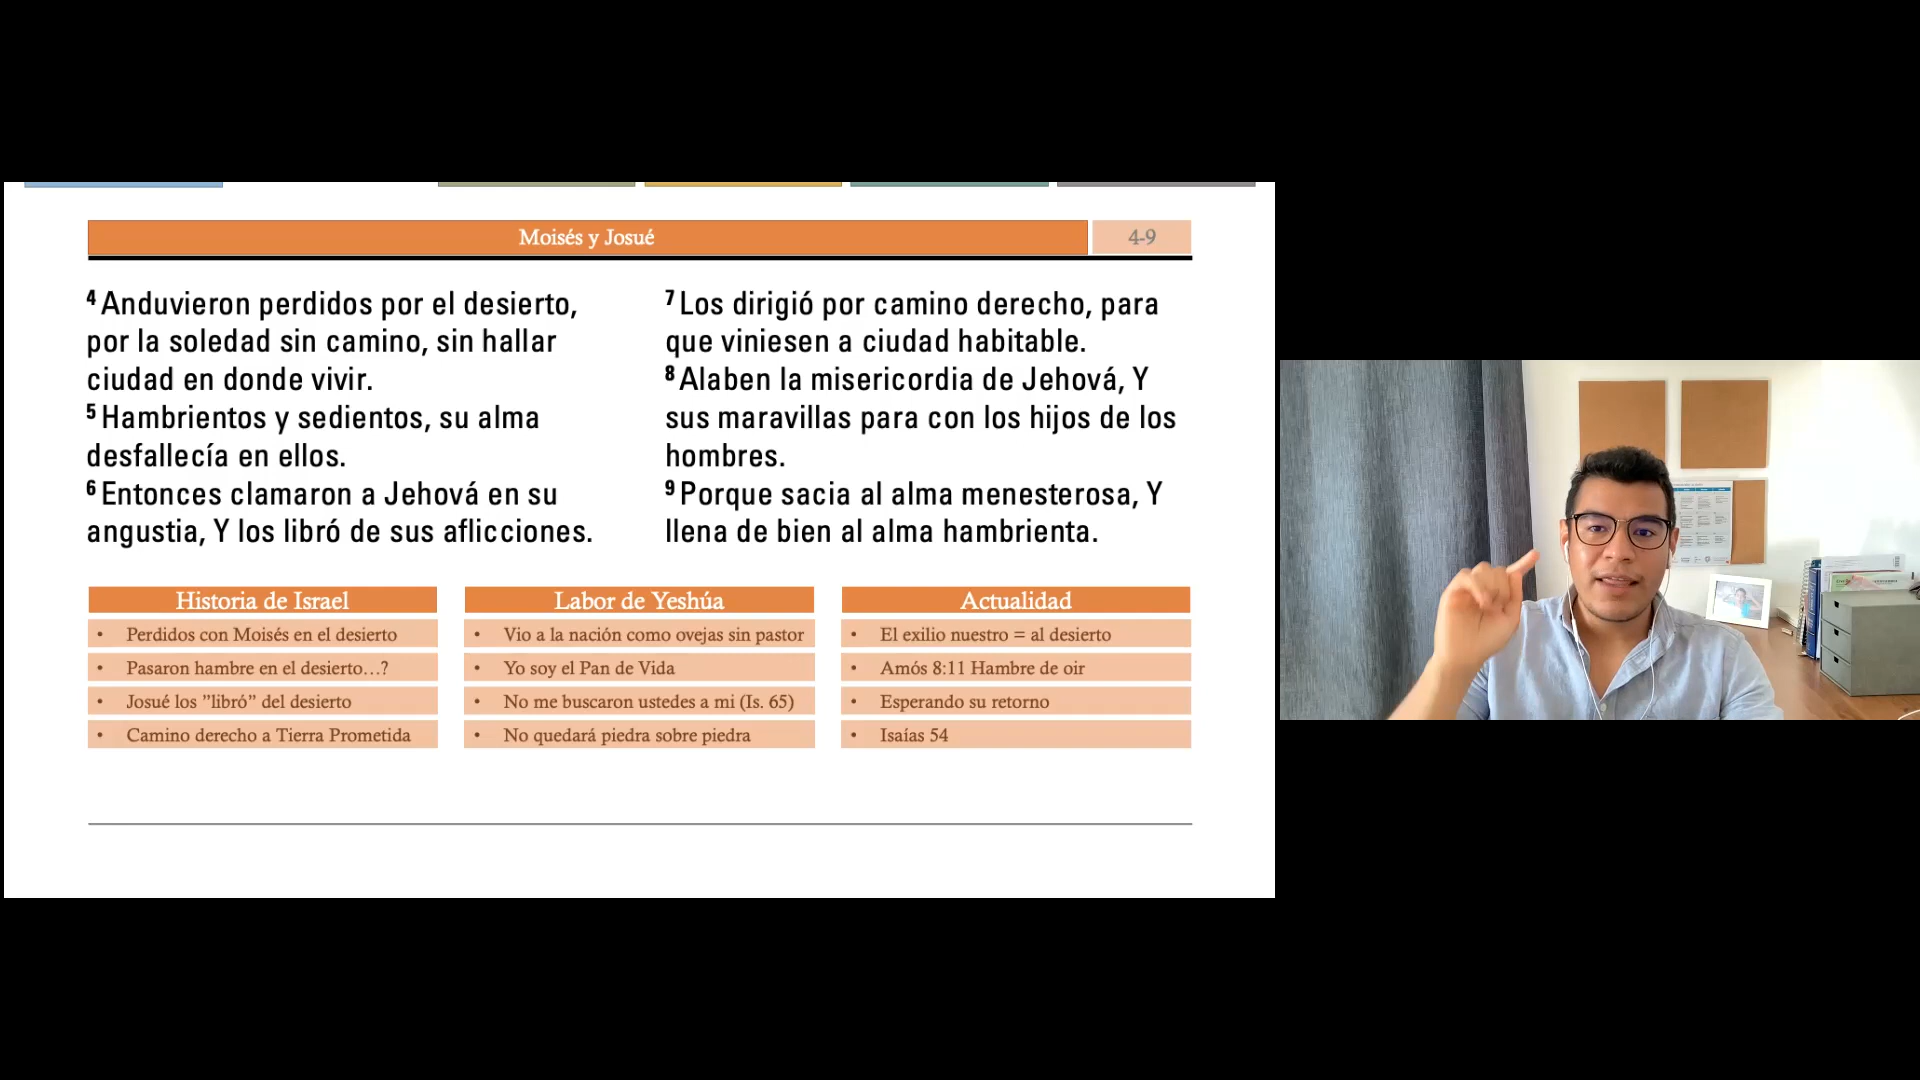 Moisés y Josué
4-9
4 Anduvieron perdidos por el desierto,
por la soledad sin camino, sin hallar
ciudad en donde vivir.
5 Hambrientos y sedientos, su alma
desfallecía en ellos.
6 Entonces clamaron a Jehová en su
angustia, Y los libró de sus aflicciones.
7 Los dirigió por camino derecho, para
que viniesen a ciudad habitable.
8 Alaben la misericordia de Jehová, Y
sus maravillas para con los hijos de los
hombres.
9 Porque sacia al alma menesterosa, Y
llena de bien al alma hambrienta.
Historia de Israel
• Perdidos con Moisés en el desierto
• Pasaron hambre en el desierto…?
• Josué los ”libró” del desierto
• Camino derecho a Tierra Prometida
Labor de Yeshúa
• Vio a la nación como ovejas sin pastor
• Yo soy el Pan de Vida
• No me buscaron ustedes a mi (Is. 65)
• No quedará piedra sobre piedra
Actualidad
• El exilio nuestro = al desierto
• Amós 8:11 Hambre de oir
• Esperando su retorno
• Isaías 54